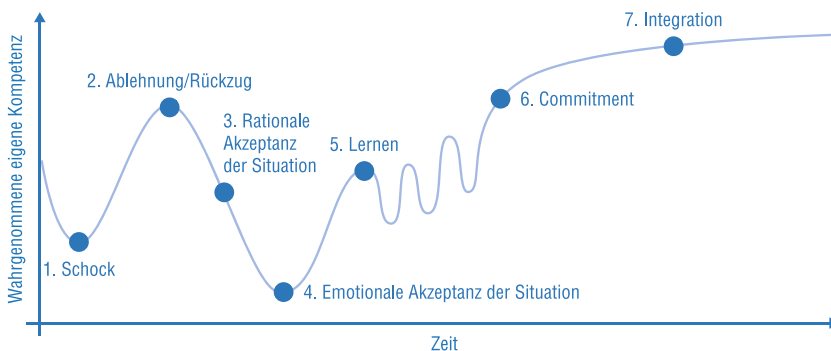 Wahrgenommene eigene Kompetenz
1. Schock
2. Ablehnung/Rückzug
3. Rationale
Akzeptanz
der Situation
4. Emotionale Akzeptanz der Situation
5. Lernen
6. Commitment
7. Integration
Zeit